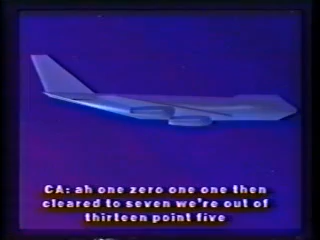 CA: ah one zero one one then
cleared to seven we're out of
thirteen point five